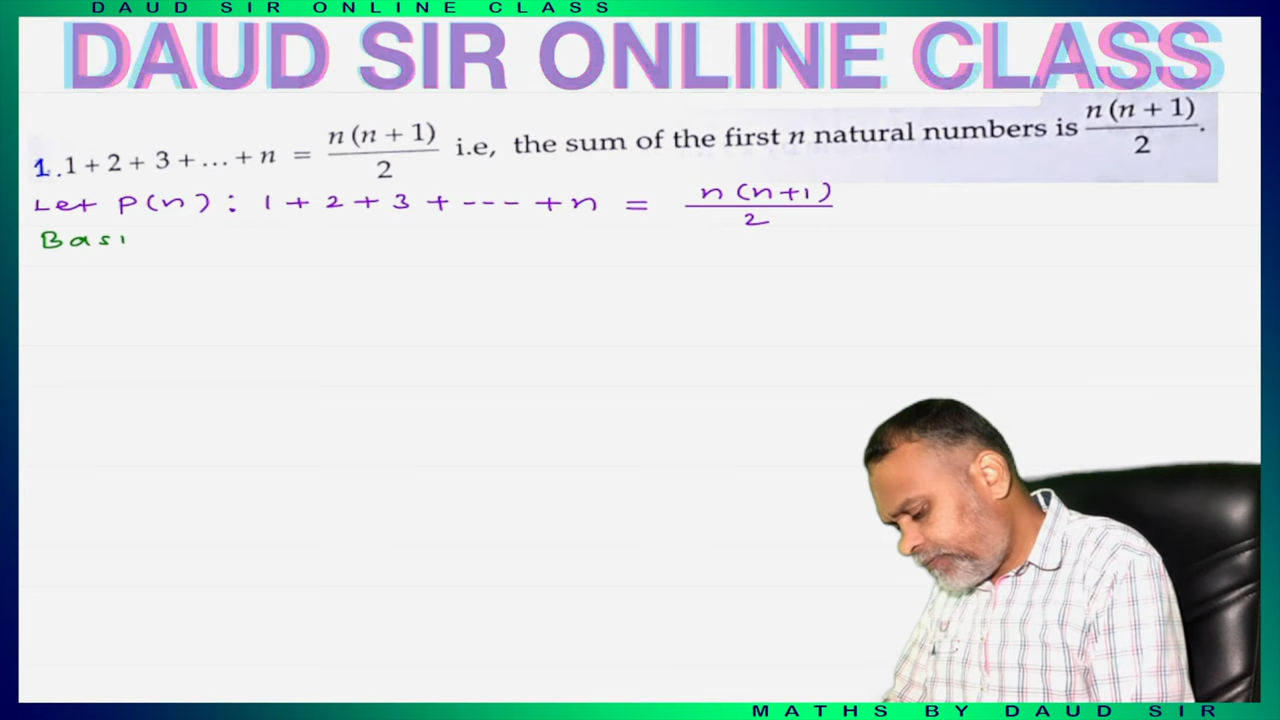 DAUD SIR ONLINE CLASS
DAUD SIR ONLINE CLASS
1. 1 + 2 + 3 + ... + n = n (n + 1) / 2 i.e, the sum of the first n natural numbers is n (n + 1) / 2 .
Let P(n) : 1 + 2 + 3 + ---- + n = n (n+1) / 2
Basi
MATHS BY DAUD SIR